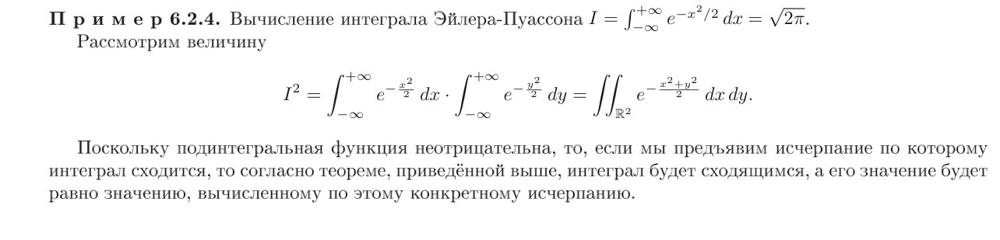 П р и м е р 6.2.4. Вычисление интеграла Эйлера-Пуассона $I = \int_{-\infty}^{+\infty} e^{-x^2/2}\,dx = \sqrt{2\pi}$.
Рассмотрим величину
$I^2 = \int_{-\infty}^{+\infty} e^{-\frac{x^2}{2}}\,dx \cdot \int_{-\infty}^{+\infty} e^{-\frac{y^2}{2}}\,dy = \iint_{\mathbb{R}^2} e^{-\frac{x^2+y^2}{2}}\,dx\,dy.$
Поскольку подинтегральная функция неотрицательна, то, если мы предъявим исчерпание по которому
интеграл сходится, то согласно теореме, приведённой выше, интеграл будет сходящимся, а его значение будет
равно значению, вычисленному по этому конкретному исчерпанию.